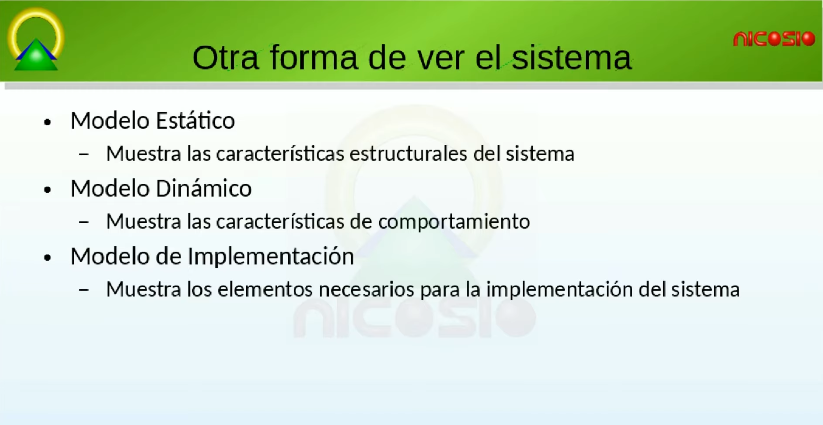 NICOSIO
Otra forma de ver el sistema
• Modelo Estático
– Muestra las características estructurales del sistema
• Modelo Dinámico
– Muestra las características de comportamiento
• Modelo de Implementación
– Muestra los elementos necesarios para la implementación del sistema
NICOSIO